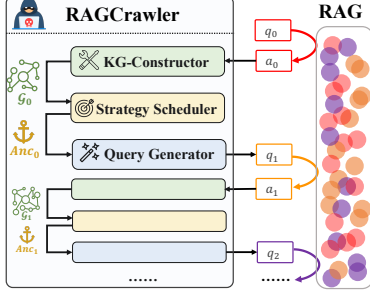 RAGCrawler
RAG
q0
KG-Constructor
a0
G0
Strategy Scheduler
Anc0
Query Generator
q1
a1
G1
Anc1
q2
......
......